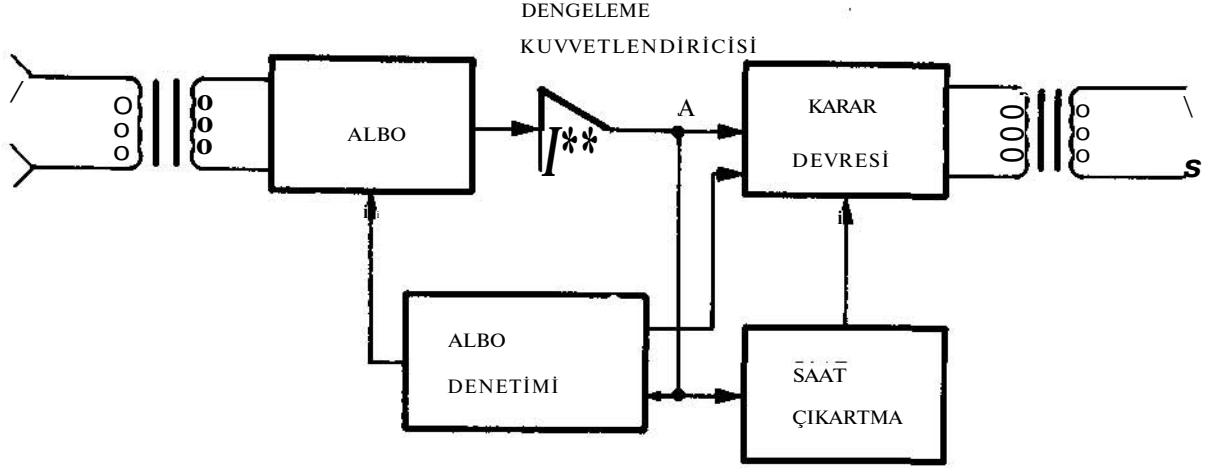 DENGELEME
KUVVETLENDİRİCİSİ
ALBO
A
KARAR
DEVRESİ
ALBO
DENETİMİ
SAAT
ÇIKARTMA